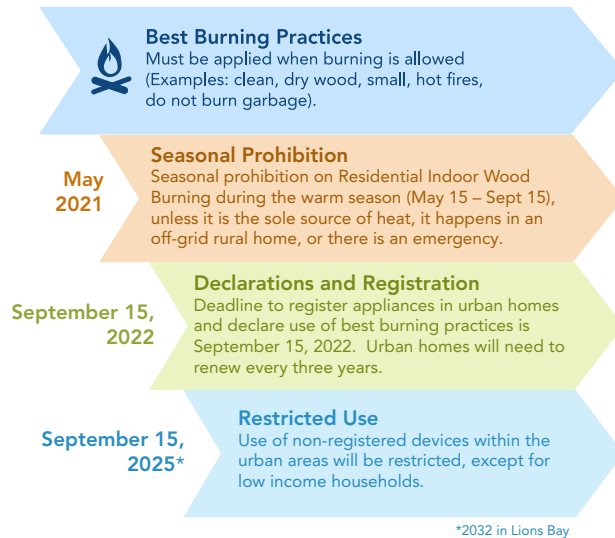 Best Burning Practices
Must be applied when burning is allowed
(Examples: clean, dry wood, small, hot fires,
do not burn garbage).
May
2021
Seasonal Prohibition
Seasonal prohibition on Residential Indoor Wood
Burning during the warm season (May 15 – Sept 15),
unless it is the sole source of heat, it happens in an
off-grid rural home, or there is an emergency.
September 15,
2022
Declarations and Registration
Deadline to register appliances in urban homes
and declare use of best burning practices is
September 15, 2022.  Urban homes will need to
renew every three years.
September 15,
2025*
Restricted Use
Use of non-registered devices within the
urban areas will be restricted, except for
low income households.
*2032 in Lions Bay